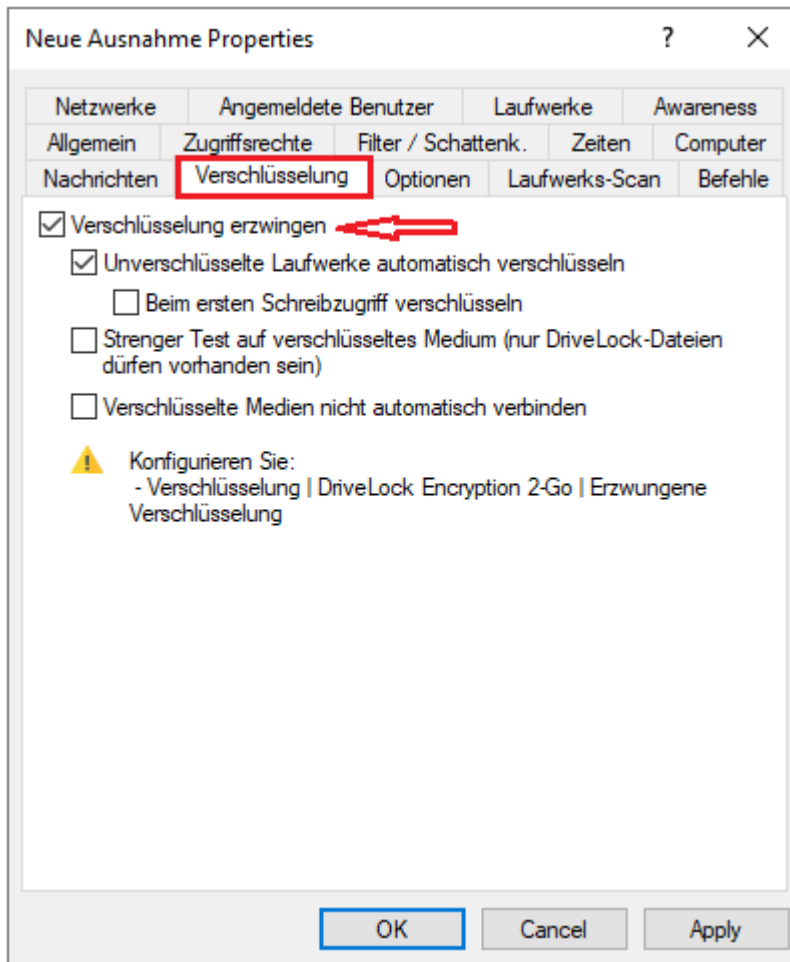 Neue Ausnahme Properties ? ×
Netzwerke Angemeldete Benutzer Laufwerke Awareness
Allgemein Zugriffsrechte Filter / Schattenk. Zeiten Computer
Nachrichten Verschlüsselung Optionen Laufwerks-Scan Befehle
Verschlüsselung erzwingen
Unverschlüsselte Laufwerke automatisch verschlüsseln
Beim ersten Schreibzugriff verschlüsseln
Strenger Test auf verschlüsseltes Medium (nur DriveLock-Dateien
dürfen vorhanden sein)
Verschlüsselte Medien nicht automatisch verbinden
Konfigurieren Sie:
- Verschlüsselung | DriveLock Encryption 2-Go | Erzwungene
Verschlüsselung
OK Cancel Apply